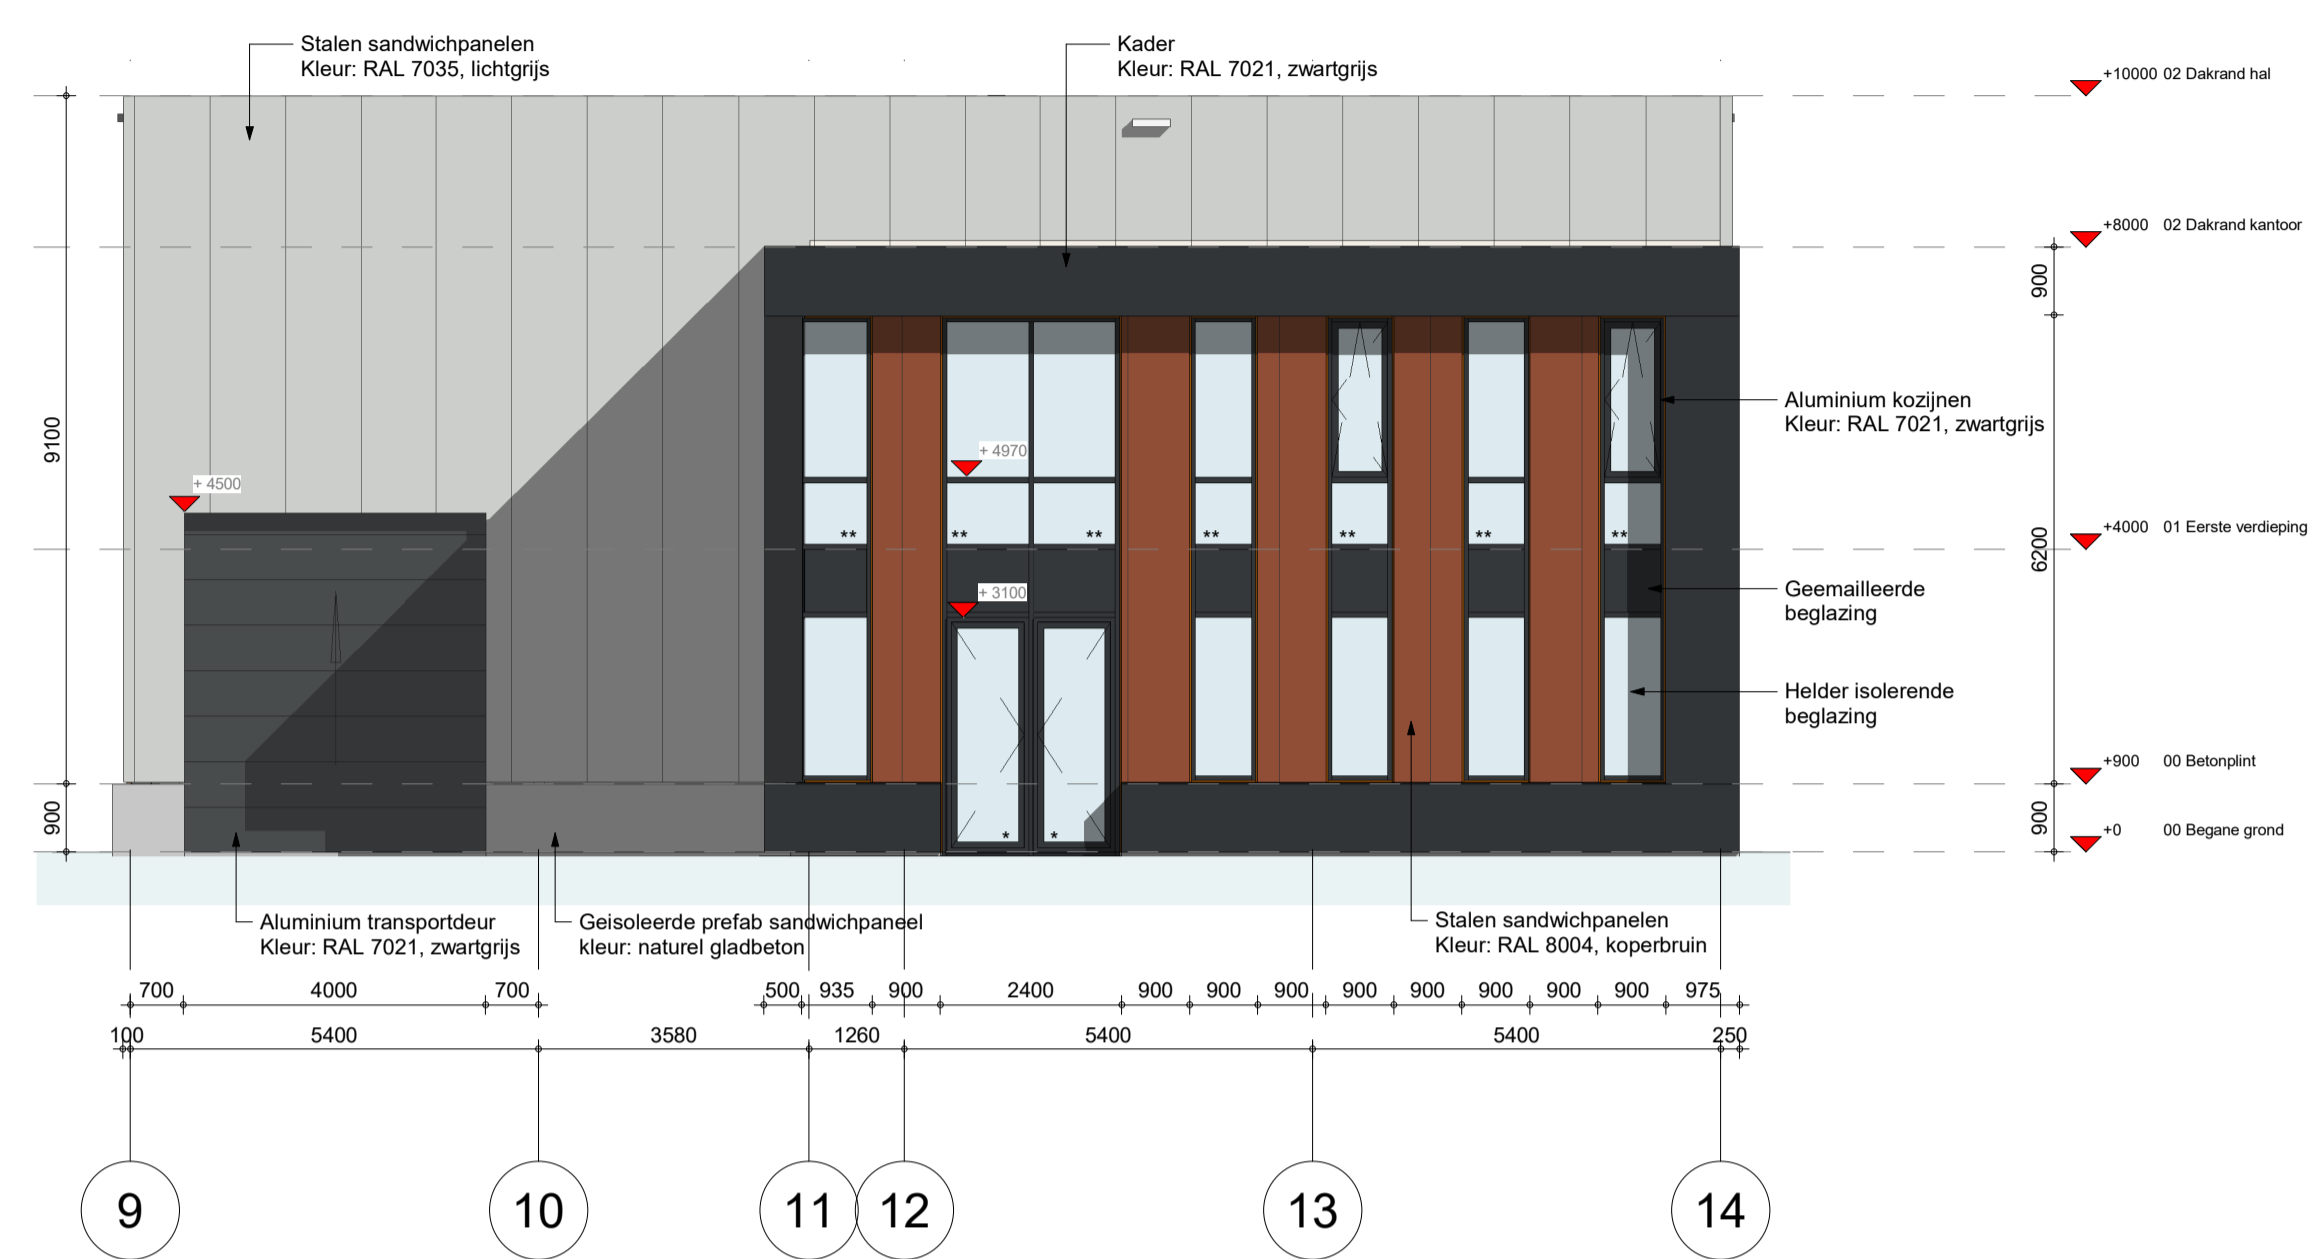 Stalen sandwichpanelen
Kleur: RAL 7035, lichtgrijs
Kader
Kleur: RAL 7021, zwartgrijs
+10000 02 Dakrand hal
+8000 02 Dakrand kantoor
900
Aluminium kozijnen
Kleur: RAL 7021, zwartgrijs
9100
+ 4970
+ 4500
** ** ** ** ** ** **
+4000 01 Eerste verdieping
6200
Geemailleerde
beglazing
+ 3100
Helder isolerende
beglazing
+900 00 Betonplint
900
900
* *
+0 00 Begane grond
Aluminium transportdeur
Kleur: RAL 7021, zwartgrijs
Geisoleerde prefab sandwichpaneel
kleur: naturel gladbeton
Stalen sandwichpanelen
Kleur: RAL 8004, koperbruin
700 4000 700 500 935 900 2400 900 900 900 900 900 900 900 900 975
100 5400 3580 1260 5400 5400 250
9 10 11 12 13 14